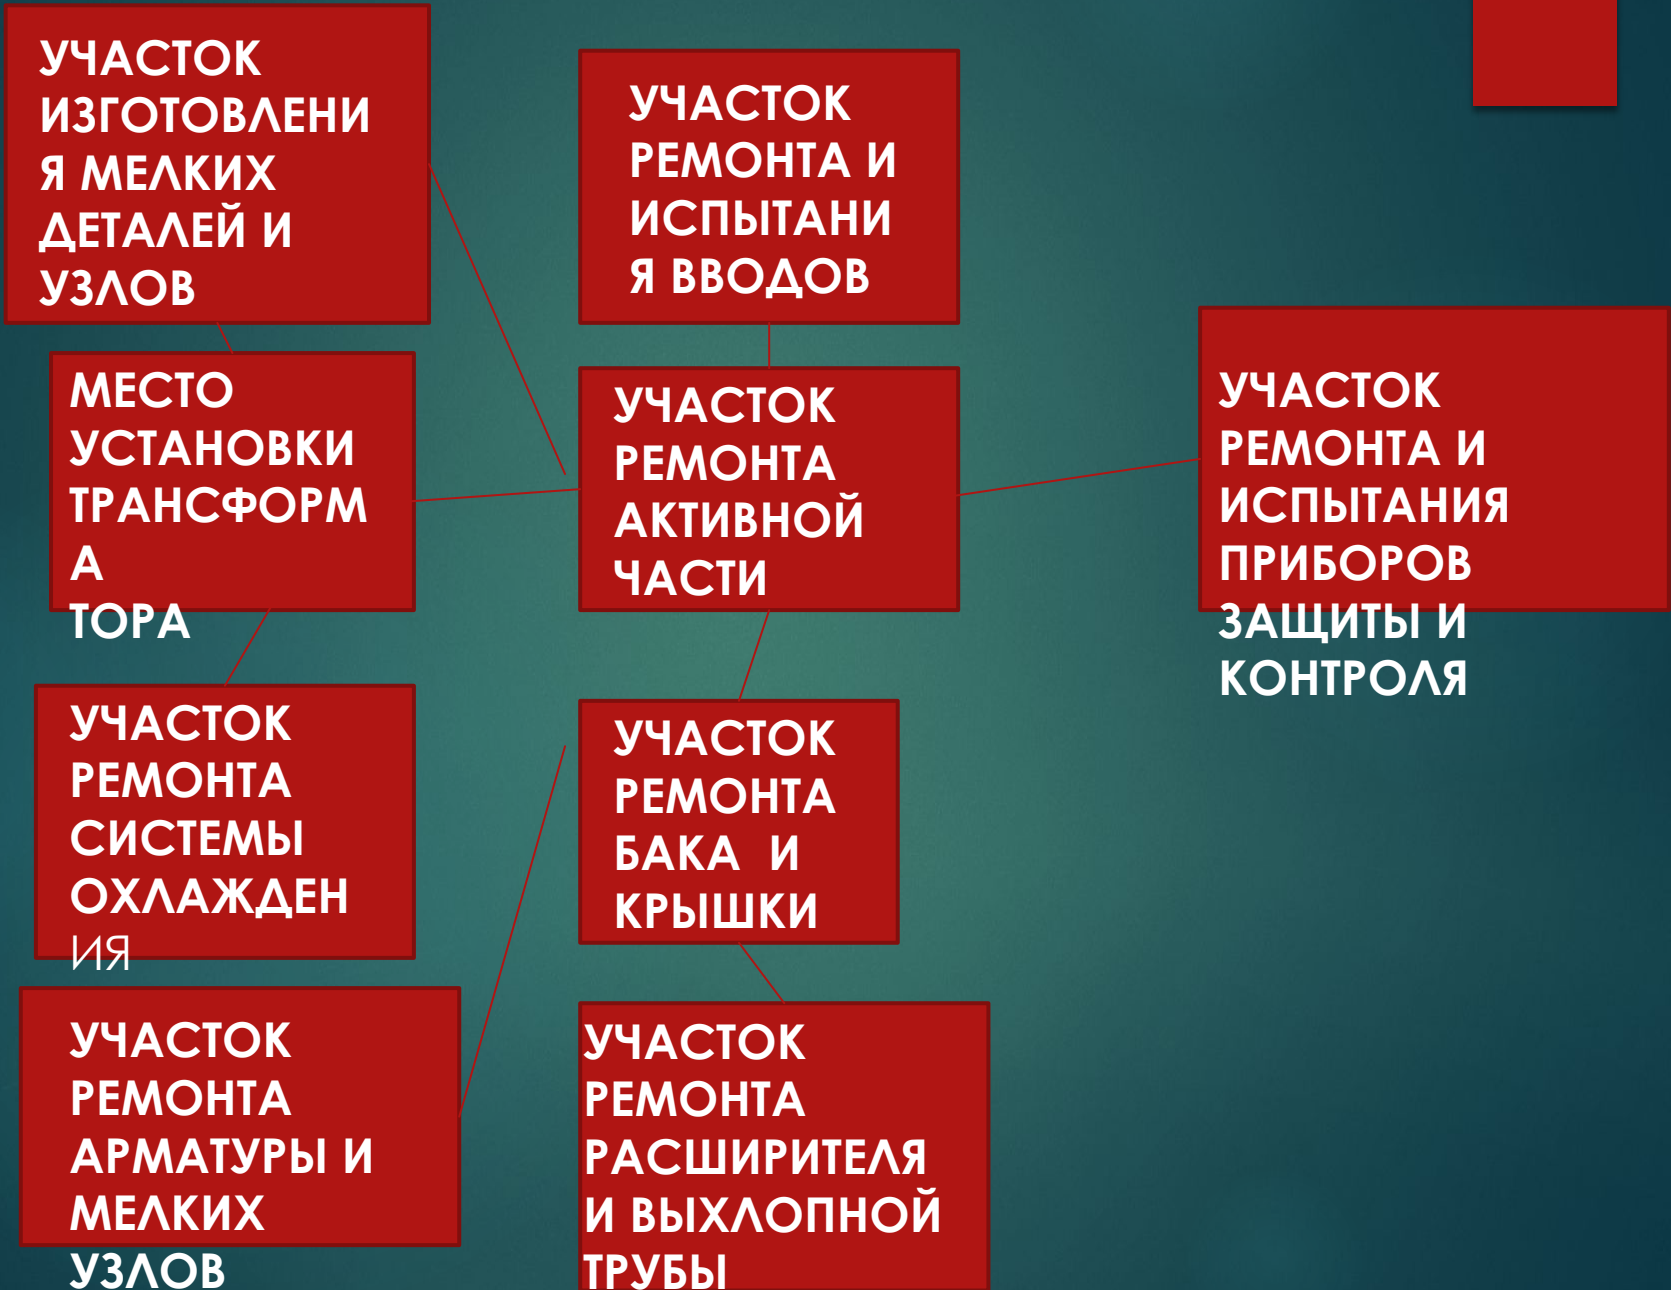 УЧАСТОК
ИЗГОТОВЛЕНИ
Я МЕЛКИХ
ДЕТАЛЕЙ И
УЗЛОВ
УЧАСТОК
РЕМОНТА И
ИСПЫТАНИ
Я ВВОДОВ
МЕСТО
УСТАНОВКИ
ТРАНСФОРМ
А
ТОРА
УЧАСТОК
РЕМОНТА
АКТИВНОЙ
ЧАСТИ
УЧАСТОК
РЕМОНТА И
ИСПЫТАНИЯ
ПРИБОРОВ
ЗАЩИТЫ И
КОНТРОЛЯ
УЧАСТОК
РЕМОНТА
СИСТЕМЫ
ОХЛАЖДЕН
ИЯ
УЧАСТОК
РЕМОНТА
БАКА  И
КРЫШКИ
УЧАСТОК
РЕМОНТА
АРМАТУРЫ И
МЕЛКИХ
УЗЛОВ
УЧАСТОК
РЕМОНТА
РАСШИРИТЕЛЯ
И ВЫХЛОПНОЙ
ТРУБЫ